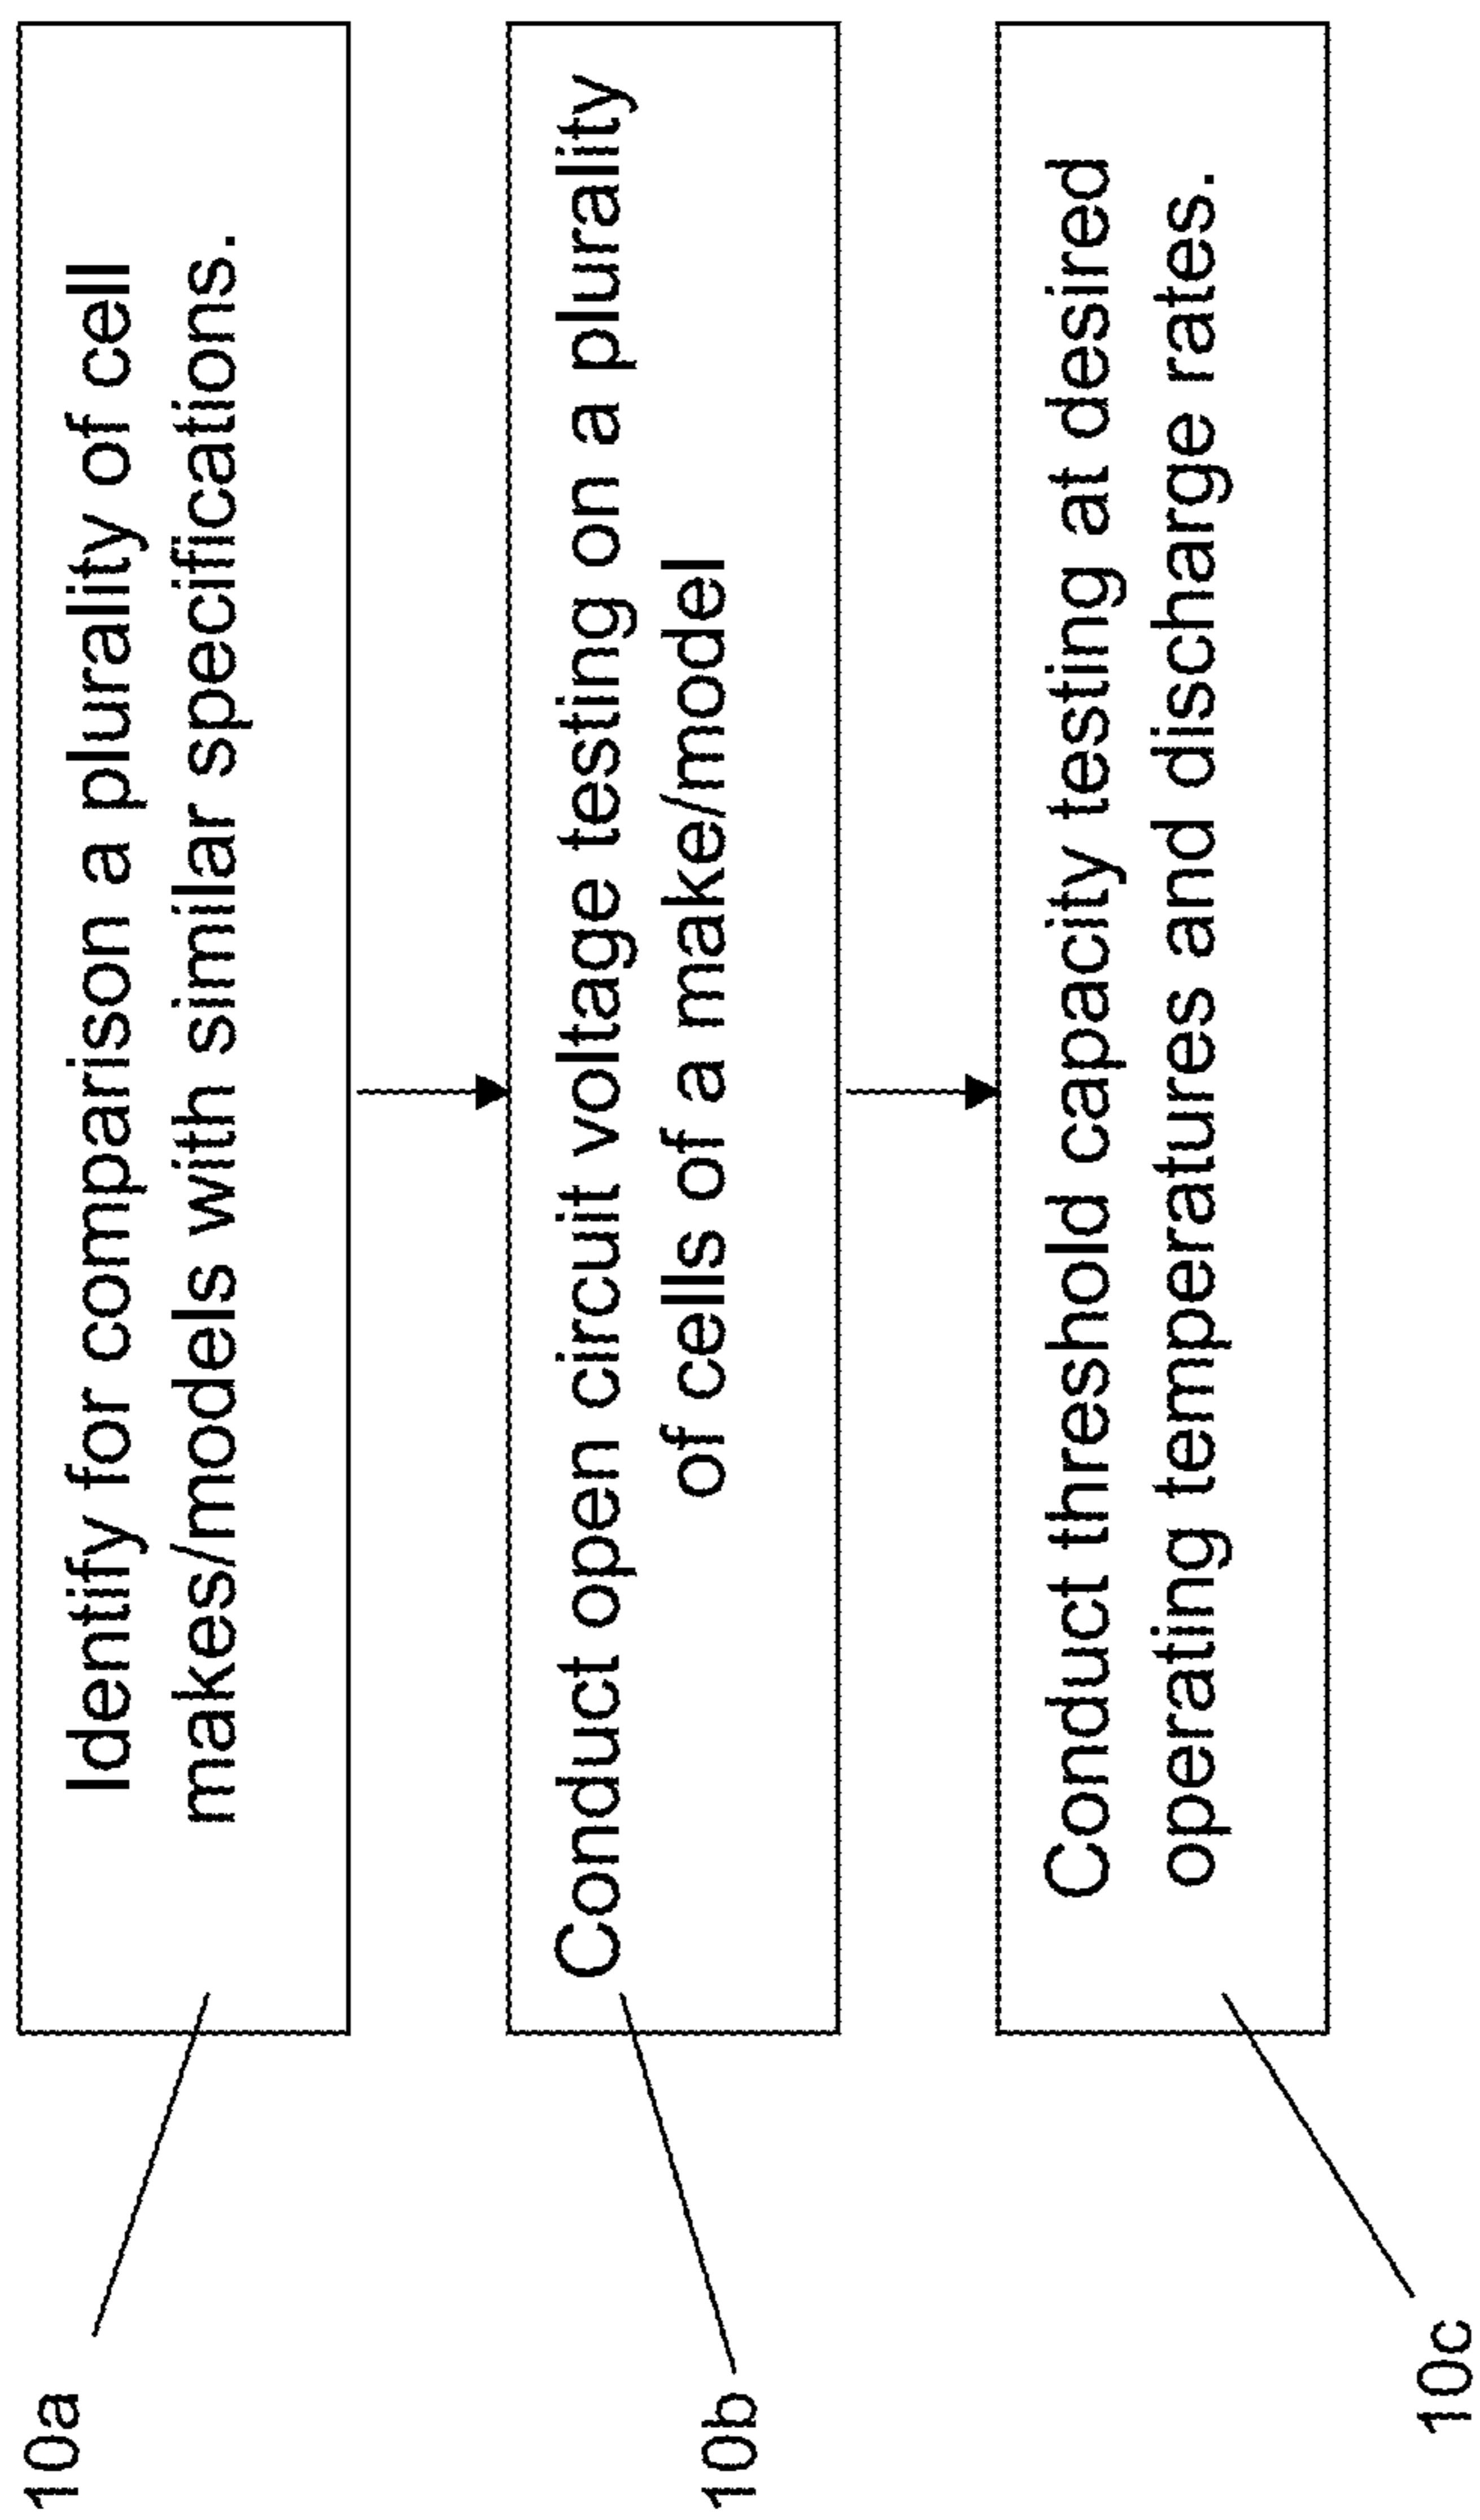 10a
Identify for comparison a plurality of cell
makes/models with similar specifications.
10b
Conduct open circuit voltage testing on a plurality
of cells of a make/model
10c
Conduct threshold capacity testing at desired
operating temperatures and discharge rates.